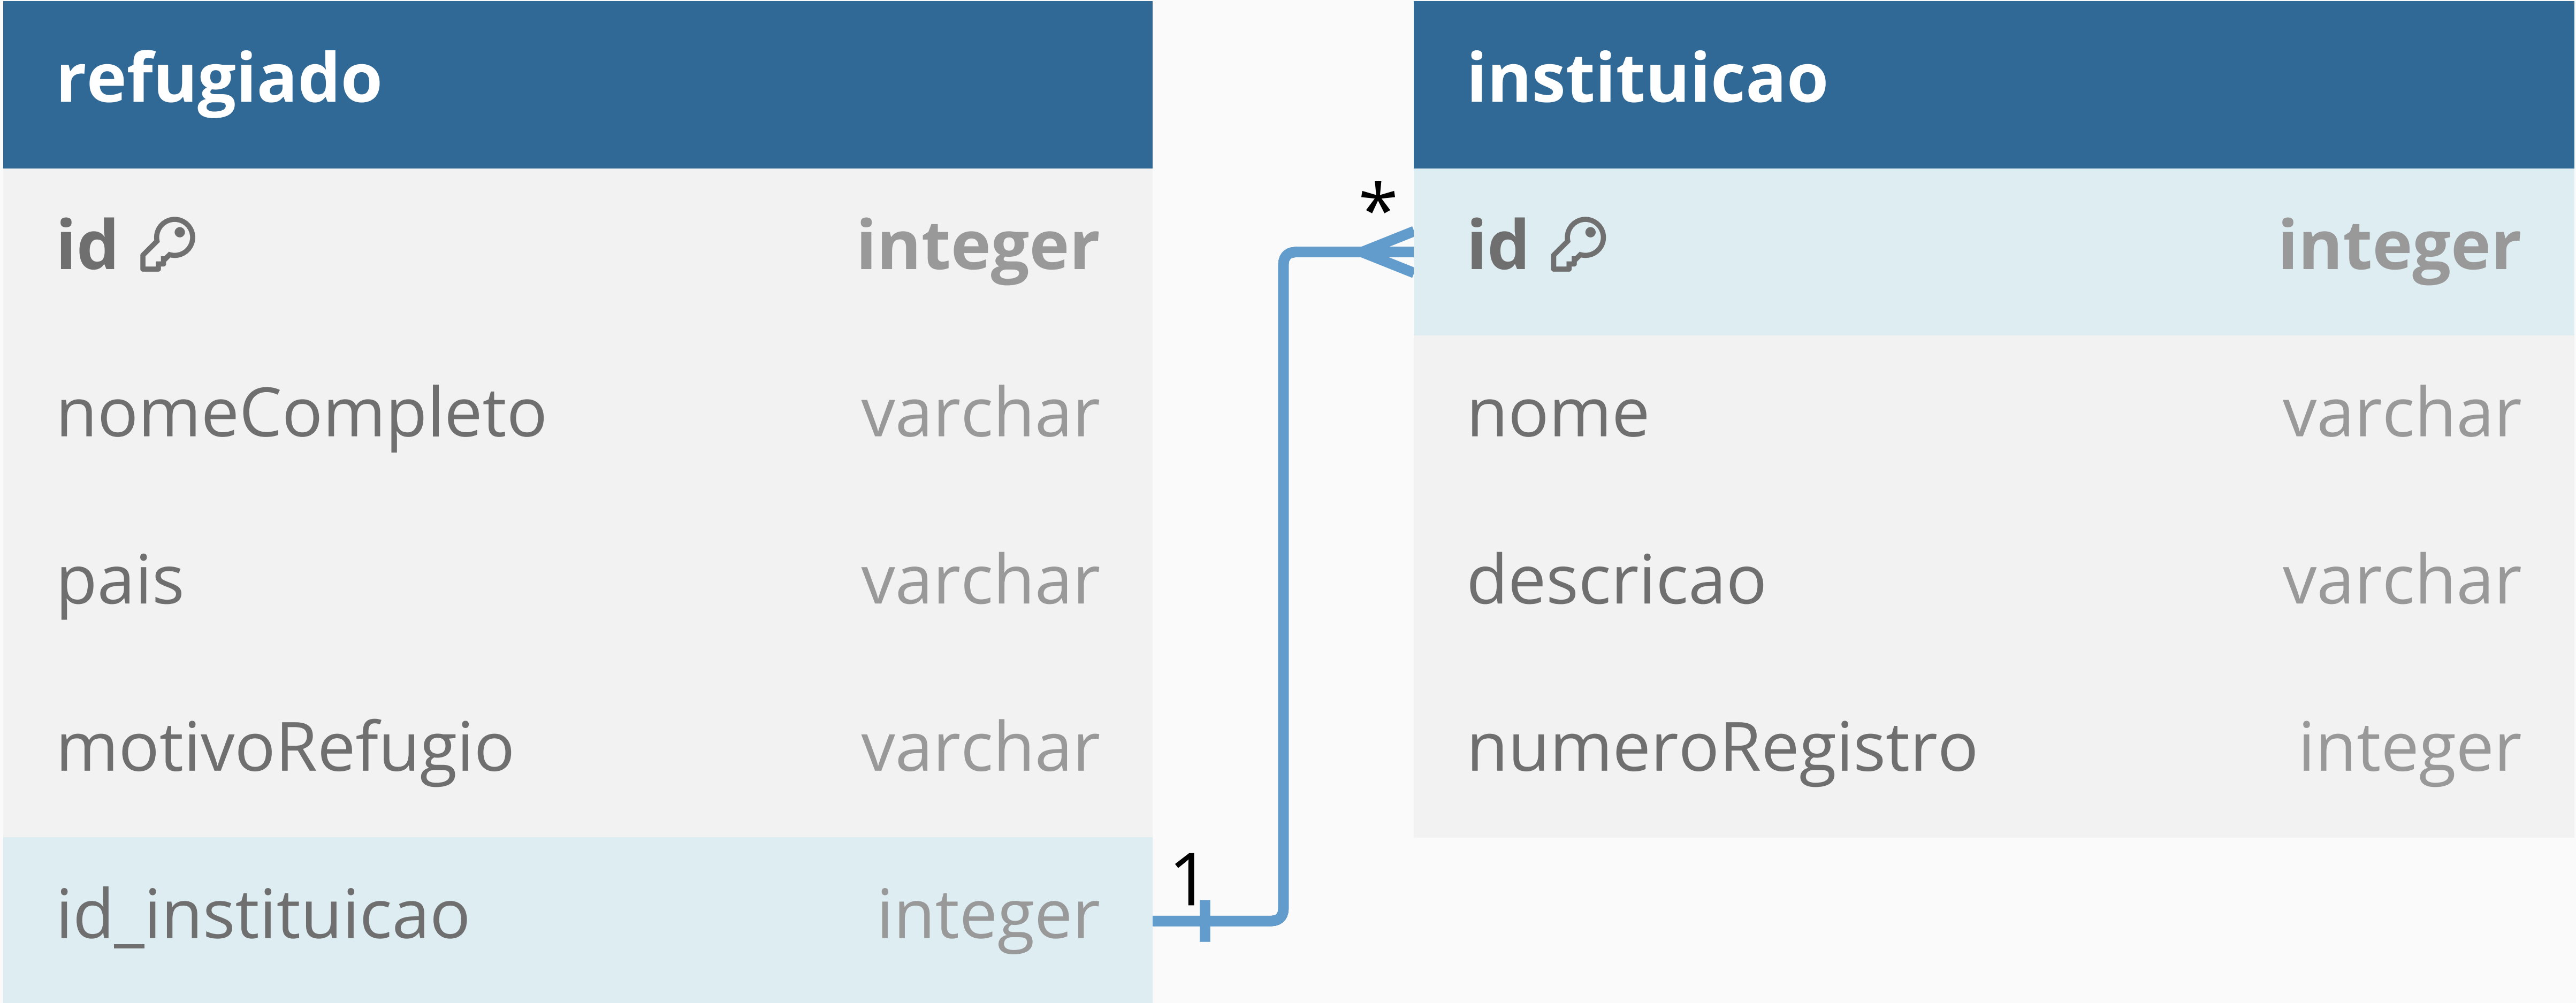 refugiado
id integer
nomeCompleto varchar
pais varchar
motivoRefugio varchar
id_instituicao integer
1
*
instituicao
id integer
nome varchar
descricao varchar
numeroRegistro integer